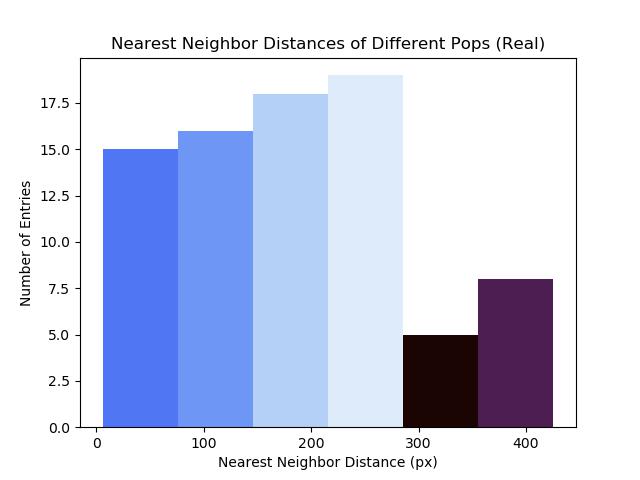 Nearest Neighbor Distances of Different Pops (Real)
17.5
15.0
12.5
10.0
7.5
5.0
2.5
0.0
Number of Entries
0 100 200 300 400
Nearest Neighbor Distance (px)